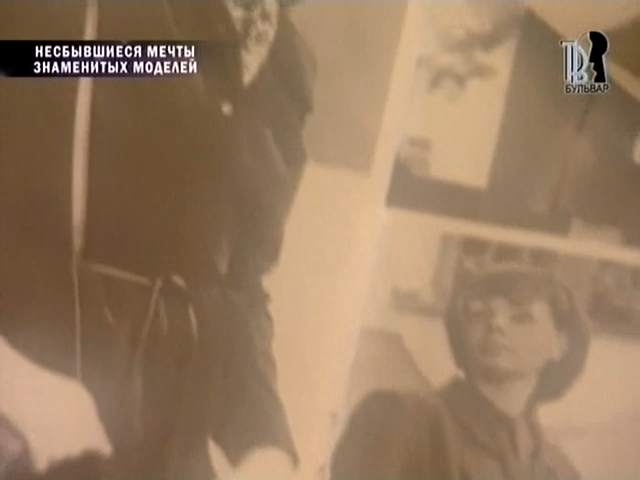 НЕСБЫВШИЕСЯ МЕЧТЫ
ЗНАМЕНИТЫХ МОДЕЛЕЙ
БУЛЬВАР